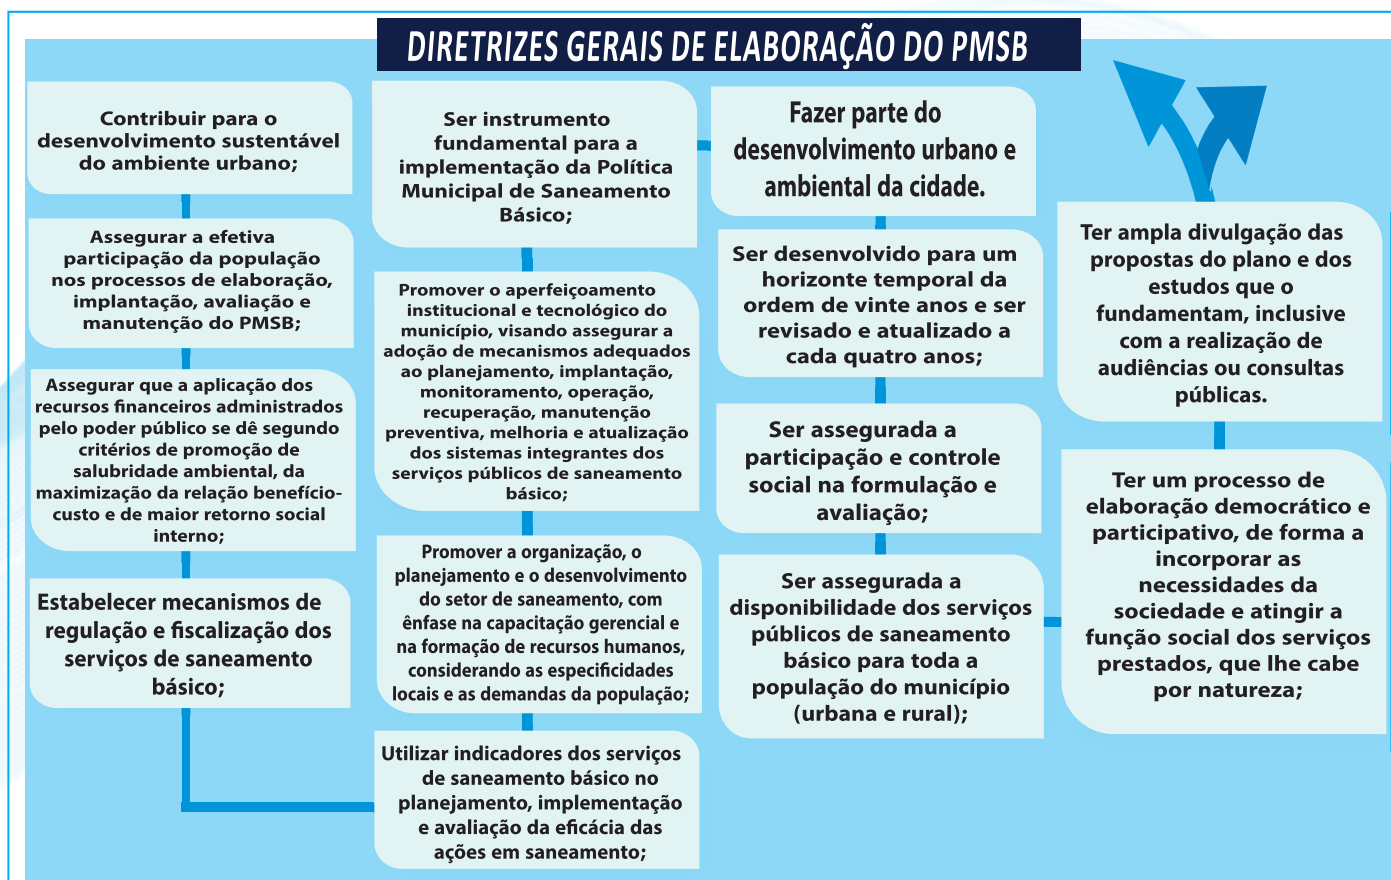 DIRETRIZES GERAIS DE ELABORAÇÃO DO PMSB
Contribuir para o
desenvolvimento sustentável
do ambiente urbano;
Assegurar a efetiva
participação da população
nos processos de elaboração,
implantação, avaliação e
manutenção do PMSB;
Assegurar que a aplicação dos
recursos financeiros administrados
pelo poder público se dê segundo
critérios de promoção de
salubridade ambiental, da
maximização da relação benefício-
custo e de maior retorno social
interno;
Estabelecer mecanismos de
regulação e fiscalização dos
serviços de saneamento
básico;
Utilizar indicadores dos serviços
de saneamento básico no
planejamento, implementação
e avaliação da eficácia das
ações em saneamento;
Promover a organização, o
planejamento e o desenvolvimento
do setor de saneamento, com
ênfase na capacitação gerencial e
na formação de recursos humanos,
considerando as especificidades
locais e as demandas da população;
Promover o aperfeiçoamento
institucional e tecnológico do
município, visando assegurar a
adoção de mecanismos adequados
ao planejamento, implantação,
monitoramento, operação,
recuperação, manutenção
preventiva, melhoria e atualização
dos sistemas integrantes dos
serviços públicos de saneamento
básico;
Ser instrumento
fundamental para a
implementação da Política
Municipal de Saneamento
Básico;
Fazer parte do
desenvolvimento urbano e
ambiental da cidade.
Ser desenvolvido para um
horizonte temporal da
ordem de vinte anos e ser
revisado e atualizado a
cada quatro anos;
Ser assegurada a
participação e controle
social na formulação e
avaliação;
Ser assegurada a
disponibilidade dos serviços
públicos de saneamento
básico para toda a
população do município
(urbana e rural);
Ter um processo de
elaboração democrático e
participativo, de forma a
incorporar as
necessidades da
sociedade e atingir a
função social dos serviços
prestados, que lhe cabe
por natureza;
Ter ampla divulgação das
propostas do plano e dos
estudos que o
fundamentam, inclusive
com a realização de
audiências ou consultas
públicas.